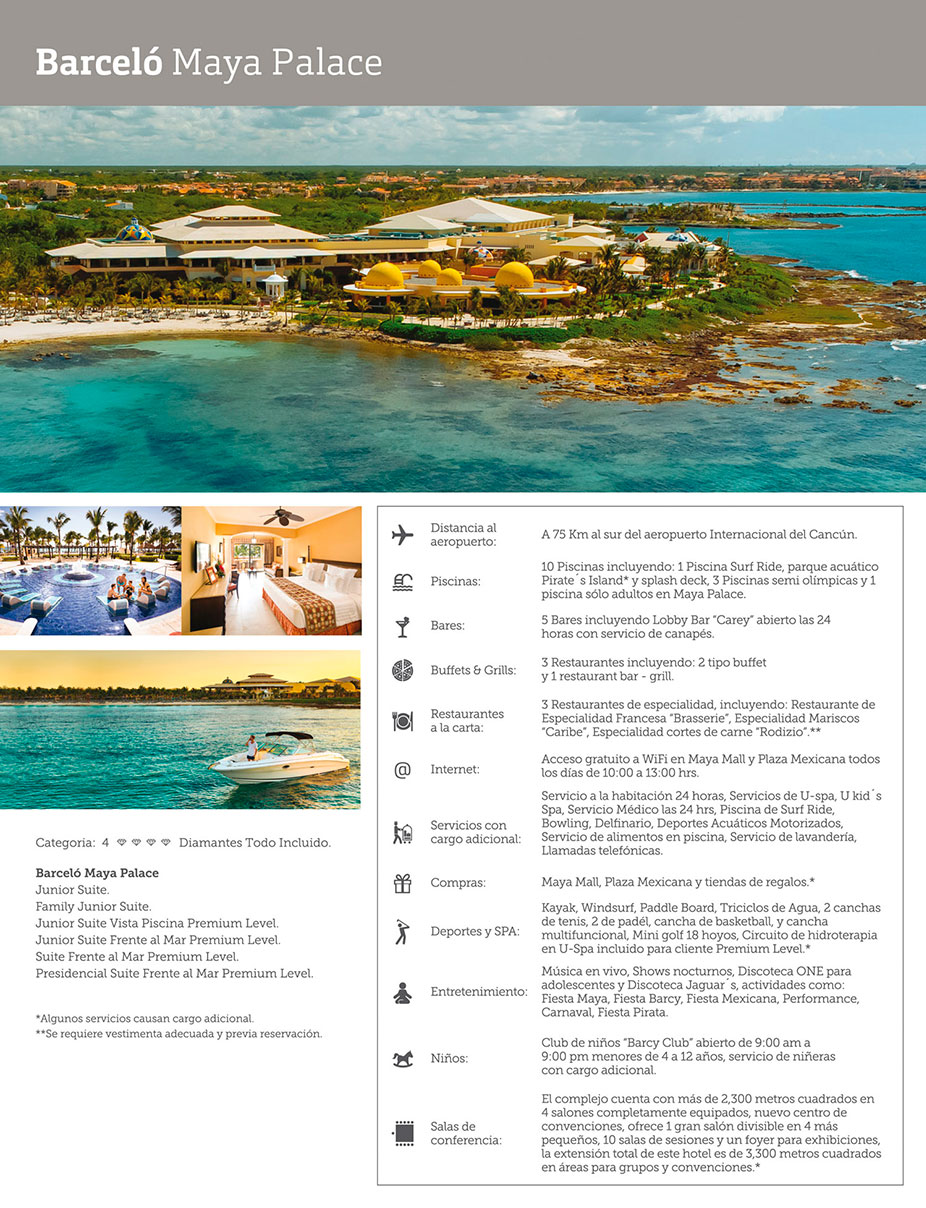 Barceló Maya Palace
Categoria: 4 Diamantes Todo Incluido.
Barceló Maya Palace
Junior Suite.
Family Junior Suite.
Junior Suite Vista Piscina Premium Level.
Junior Suite Frente al Mar Premium Level.
Suite Frente al Mar Premium Level.
Presidencial Suite Frente al Mar Premium Level.
*Algunos servicios causan cargo adicional.
**Se requiere vestimenta adecuada y previa reservación.
Distancia al
aeropuerto:
A 75 Km al sur del aeropuerto Internacional del Cancún.
Piscinas:
10 Piscinas incluyendo: 1 Piscina Surf Ride, parque acuático
Pirate´s Island* y splash deck, 3 Piscinas semi olímpicas y 1
piscina sólo adultos en Maya Palace.
Bares:
5 Bares incluyendo Lobby Bar “Carey” abierto las 24
horas con servicio de canapés.
Buffets & Grills:
3 Restaurantes incluyendo: 2 tipo buffet
y 1 restaurant bar - grill.
Restaurantes
a la carta:
3 Restaurantes de especialidad, incluyendo: Restaurante de
Especialidad Francesa “Brasserie”, Especialidad Mariscos
“Caribe”, Especialidad cortes de carne “Rodizio”.**
@ Internet:
Acceso gratuito a WiFi en Maya Mall y Plaza Mexicana todos
los días de 10:00 a 13:00 hrs.
Servicios con
cargo adicional:
Servicio a la habitación 24 horas, Servicios de U-spa, U kid´s
Spa, Servicio Médico las 24 hrs, Piscina de Surf Ride,
Bowling, Delfinario, Deportes Acuáticos Motorizados,
Servicio de alimentos en piscina, Servicio de lavandería,
Llamadas telefónicas.
Compras:
Maya Mall, Plaza Mexicana y tiendas de regalos.*
Deportes y SPA:
Kayak, Windsurf, Paddle Board, Triciclos de Agua, 2 canchas
de tenis, 2 de padél, cancha de basketball, y cancha
multifuncional, Mini golf 18 hoyos, Circuito de hidroterapia
en U-Spa incluido para cliente Premium Level.*
Entretenimiento:
Música en vivo, Shows nocturnos, Discoteca ONE para
adolescentes y Discoteca Jaguar´s, actividades como:
Fiesta Maya, Fiesta Barcy, Fiesta Mexicana, Performance,
Carnaval, Fiesta Pirata.
Niños:
Club de niños “Barcy Club” abierto de 9:00 am a
9:00 pm menores de 4 a 12 años, servicio de niñeras
con cargo adicional.
Salas de
conferencia:
El complejo cuenta con más de 2,300 metros cuadrados en
4 salones completamente equipados, nuevo centro de
convenciones, ofrece 1 gran salón divisible en 4 más
pequeños, 10 salas de sesiones y un foyer para exhibiciones,
la extensión total de este hotel es de 3,300 metros cuadrados
en áreas para grupos y convenciones.*